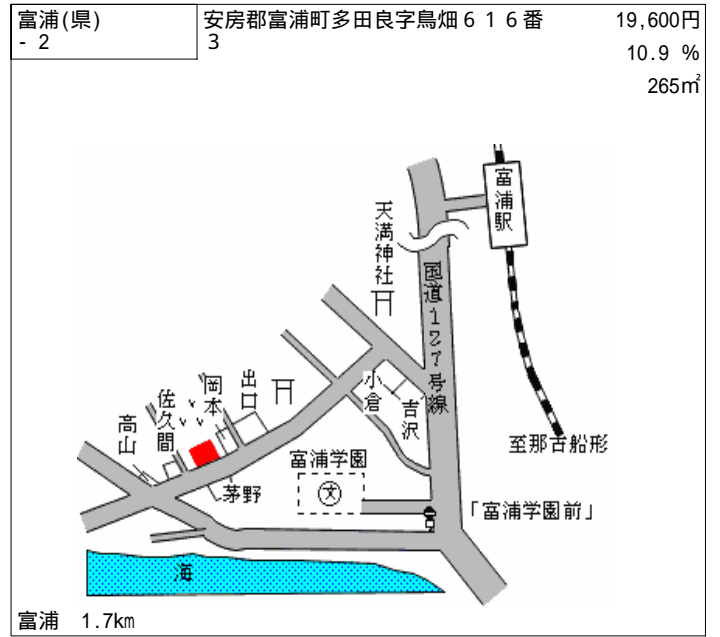 富浦(県)
- 2
安房郡富浦町多田良字鳥畑６１６番
３
19,600円
10.9 %
265㎡
富浦駅
天満神社
国道127号線
小倉
吉沢
出口
岡本
佐久間
高山
茅野
富浦学園
文
至那古船形
「富浦学園前」
海
富浦 1.7km